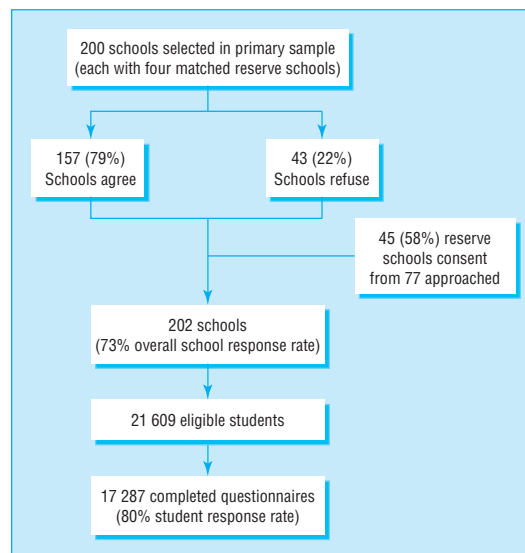 200 schools selected in primary sample
(each with four matched reserve schools)
157 (79%)
Schools agree
43 (22%)
Schools refuse
45 (58%) reserve
schools consent
from 77 approached
202 schools
(73% overall school response rate)
21 609 eligible students
17 287 completed questionnaires
(80% student response rate)